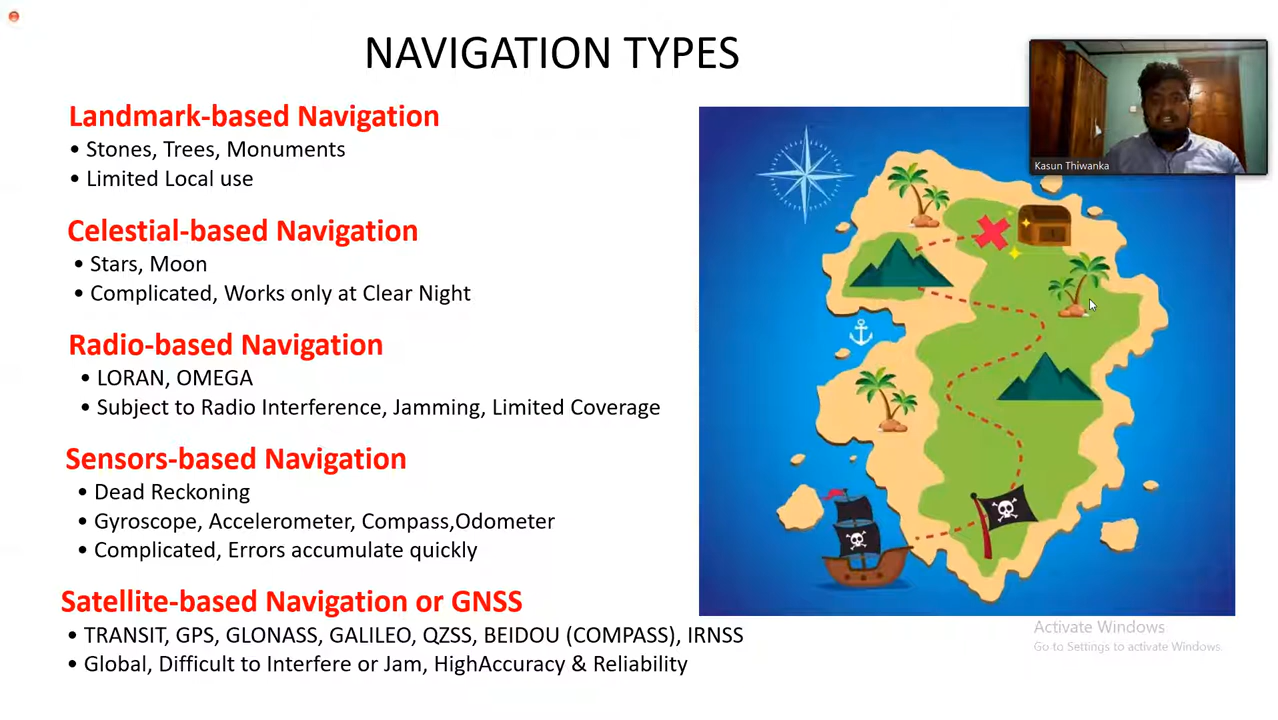 NAVIGATION TYPES
Landmark-based Navigation
• Stones, Trees, Monuments
• Limited Local use
Celestial-based Navigation
• Stars, Moon
• Complicated, Works only at Clear Night
Radio-based Navigation
• LORAN, OMEGA
• Subject to Radio Interference, Jamming, Limited Coverage
Sensors-based Navigation
• Dead Reckoning
• Gyroscope, Accelerometer, Compass,Odometer
• Complicated, Errors accumulate quickly
Satellite-based Navigation or GNSS
• TRANSIT, GPS, GLONASS, GALILEO, QZSS, BEIDOU (COMPASS), IRNSS
• Global, Difficult to Interfere or Jam, HighAccuracy & Reliability
Kasun Thiwanka
Activate Windows
Go to Settings to activate Windows.